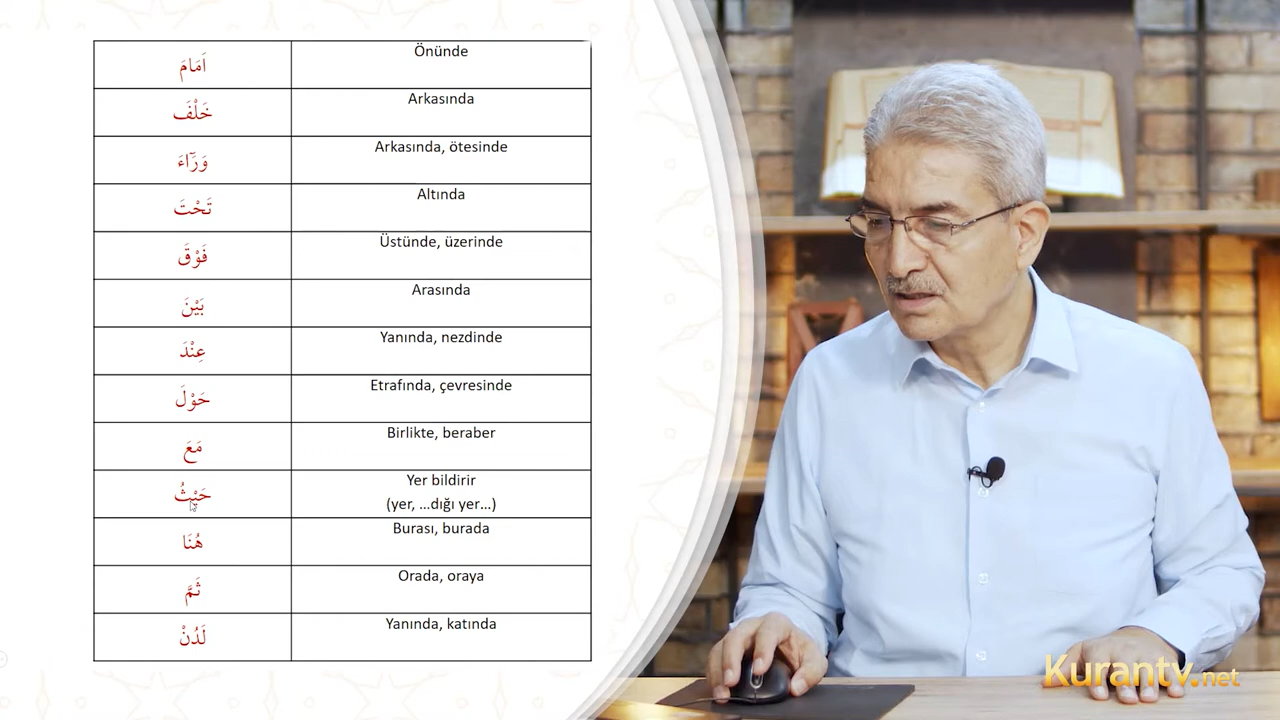 اَمَامَ Önünde
خَلْفَ Arkasında
وَرَٓاءَ Arkasında, ötesinde
تَحْتَ Altında
فَوْقَ Üstünde, üzerinde
بَيْنَ Arasında
عِنْدَ Yanında, nezdinde
حَوْلَ Etrafında, çevresinde
مَعَ Birlikte, beraber
حَيْثُ Yer bildirir
(yer, …dığı yer…)
هُنَا Burası, burada
ثَمَّ Orada, oraya
لَدُنْ Yanında, katında
Kurantv.net